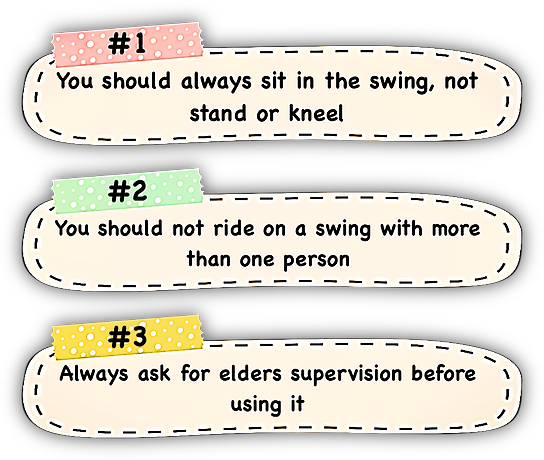 #1
You should always sit in the swing, not
stand or kneel
#2
You should not ride on a swing with more
than one person
#3
Always ask for elders supervision before
using it